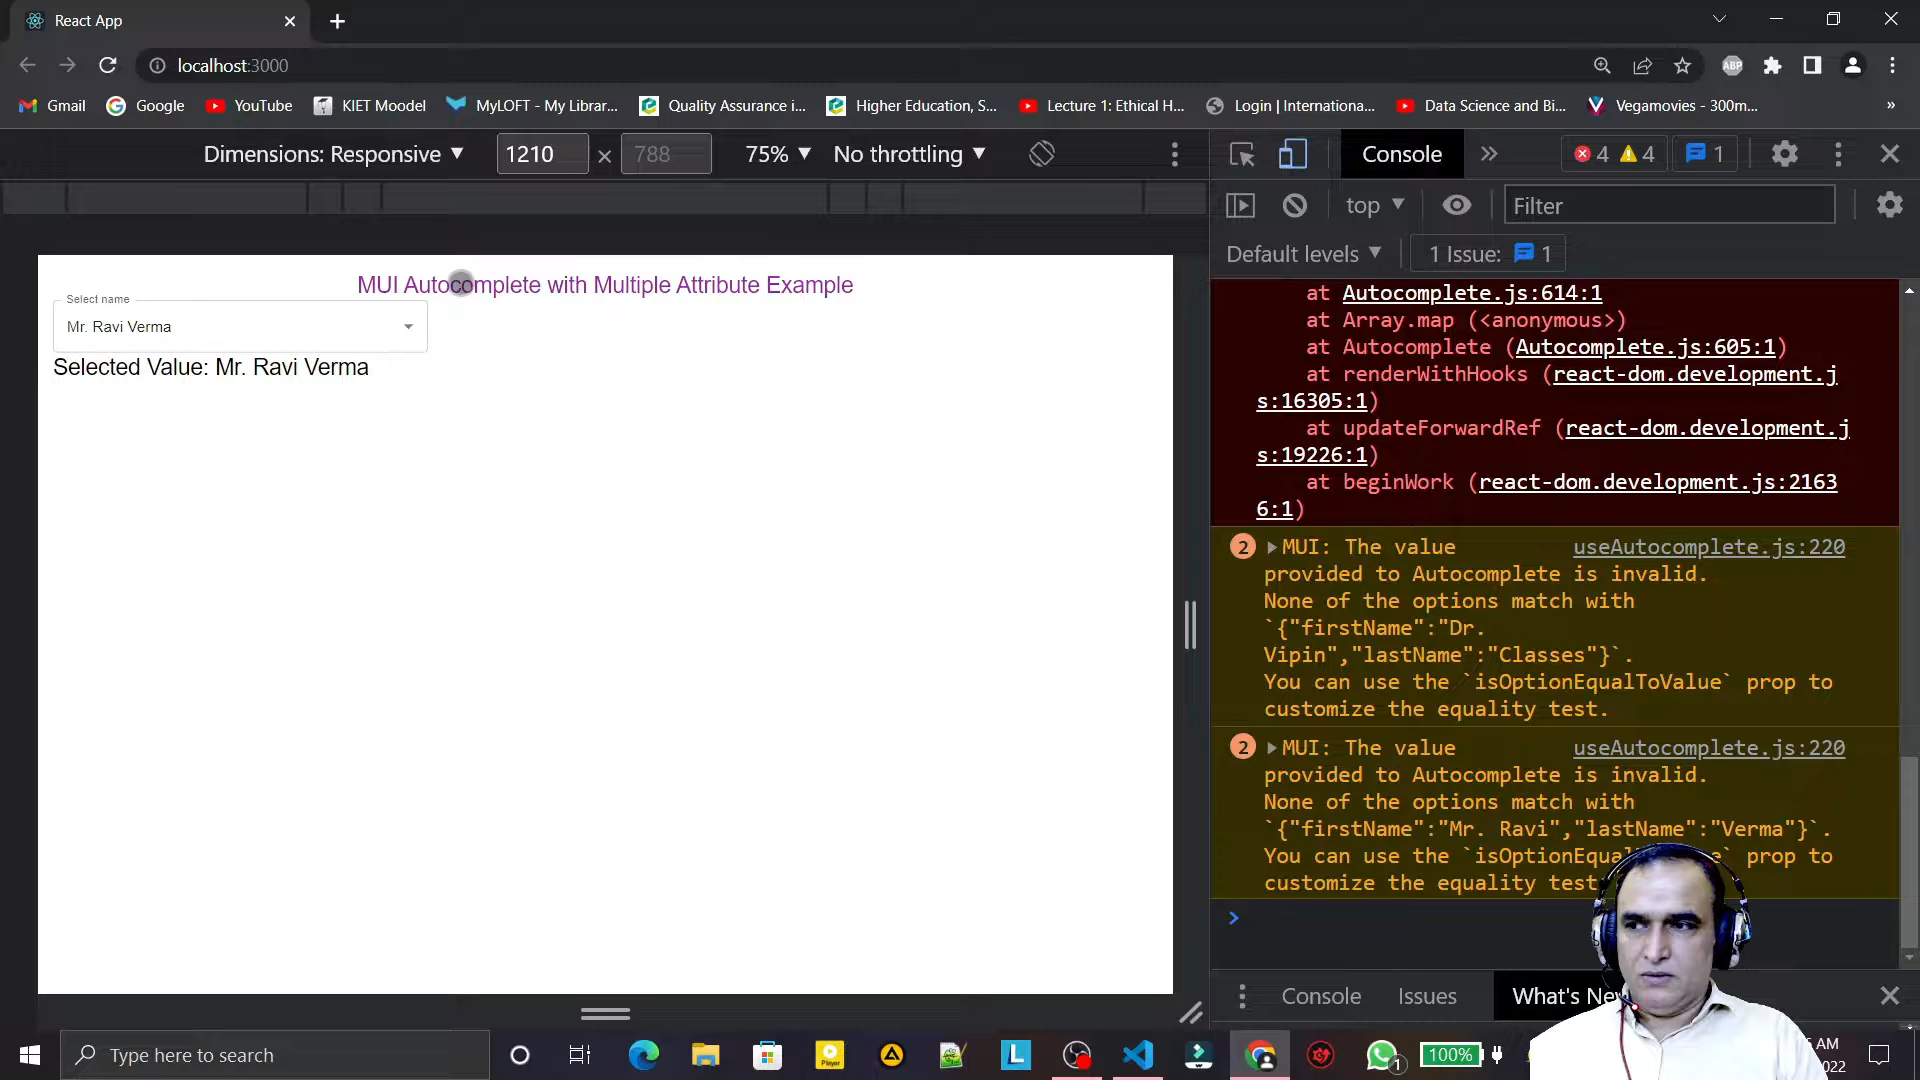 React App
localhost:3000
Gmail Google YouTube KIET Moodel MyLOFT - My Librar... Quality Assurance i... Higher Education, S... Lecture 1: Ethical H... Login | Internationa... Data Science and Bi... Vegamovies - 300m... »
Dimensions: Responsive 1210 × 788 75% No throttling
Console 4 4 1
top Filter
Default levels 1 Issue: 1
MUI Autocomplete with Multiple Attribute Example
Select name
Mr. Ravi Verma
Selected Value: Mr. Ravi Verma
at Autocomplete.js:614:1
at Array.map (<anonymous>)
at Autocomplete (Autocomplete.js:605:1)
at renderWithHooks (react-dom.development.j
s:16305:1)
at updateForwardRef (react-dom.development.j
s:19226:1)
at beginWork (react-dom.development.js:2163
6:1)
2 MUI: The value useAutocomplete.js:220
provided to Autocomplete is invalid.
None of the options match with
`{"firstName":"Dr.
Vipin","lastName":"Classes"}`.
You can use the `isOptionEqualToValue` prop to
customize the equality test.
2 MUI: The value useAutocomplete.js:220
provided to Autocomplete is invalid.
None of the options match with
`{"firstName":"Mr. Ravi","lastName":"Verma"}`.
You can use the prop to
customize the equality test
Console Issues What's
Type here to search
ABP
Player
L
1
100%
AM
2022